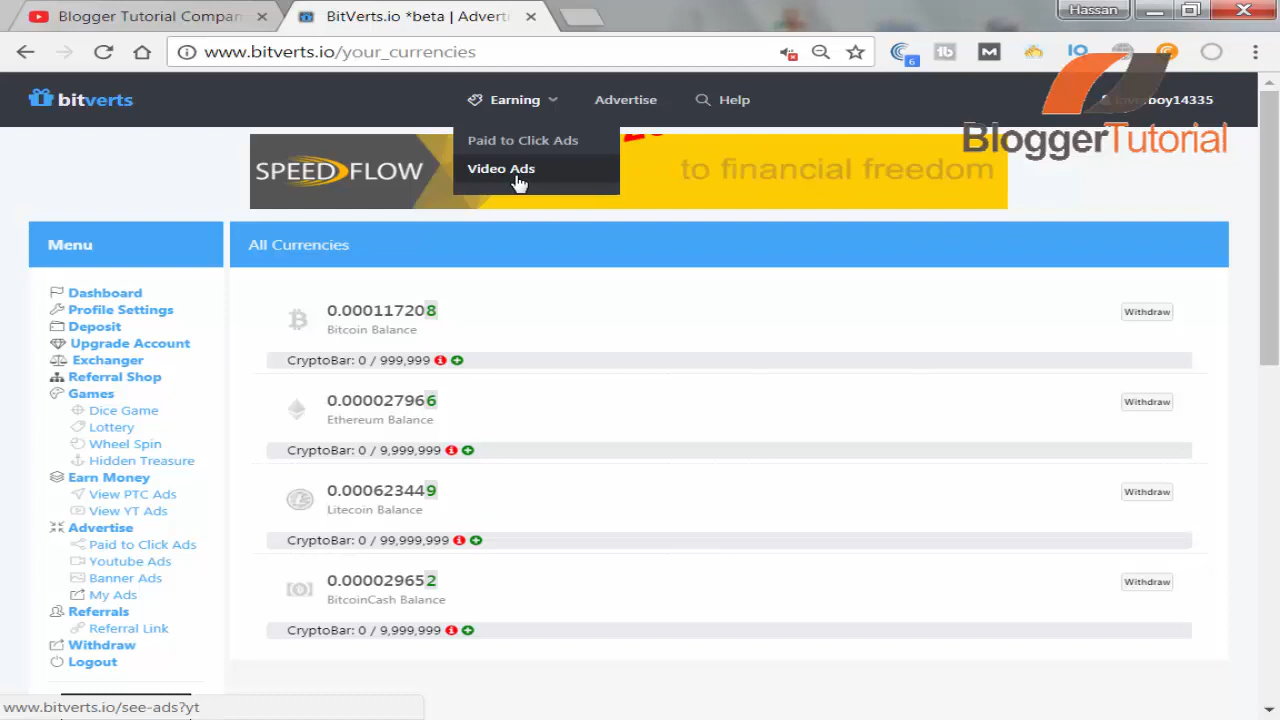 Blogger Tutorial Compan
BitVerts.io *beta | Advert
Hassan
www.bitverts.io/your_currencies
6
bitverts
Earning
Advertise
Help
boy14335
Paid to Click Ads
Video Ads
SPEEDFLOW
to financial freedom
BloggerTutorial
Menu
All Currencies
Dashboard
Profile Settings
Deposit
Upgrade Account
Exchanger
Referral Shop
Games
Dice Game
Lottery
Wheel Spin
Hidden Treasure
Earn Money
View PTC Ads
View YT Ads
Advertise
Paid to Click Ads
Youtube Ads
Banner Ads
My Ads
Referrals
Referral Link
Withdraw
Logout
0.000117208
Bitcoin Balance
Withdraw
CryptoBar: 0 / 999,999
0.0000279666
Ethereum Balance
Withdraw
CryptoBar: 0 / 9,999,999
0.0006234449
Litecoin Balance
Withdraw
CryptoBar: 0 / 99,999,999
0.0000296652
BitcoinCash Balance
Withdraw
CryptoBar: 0 / 9,999,999
www.bitverts.io/see-ads?yt